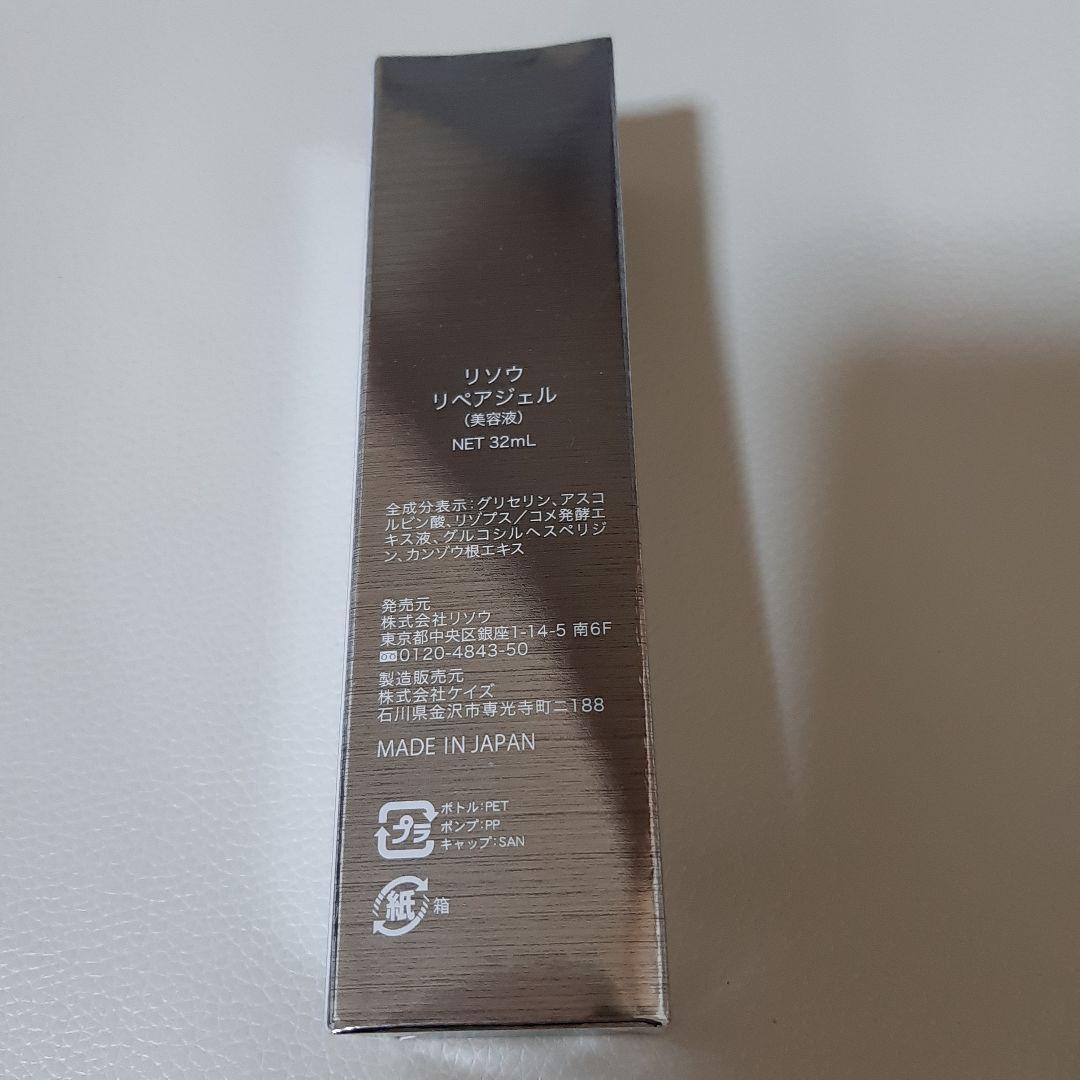 リソウ
リペアジェル
(美容液)
NET 32mL
全成分表示:グリセリン、アスコ
ルビン酸、リゾプス/コメ発酵エ
キス液、グルコシルヘスペリジ
ン、カンゾウ根エキス
発売元
株式会社リソウ
東京都中央区銀座1-14-5 南6F
0120-4843-50
製造販売元
株式会社ケイズ
石川県金沢市専光寺町ニ188
MADE IN JAPAN
プラ
ボトル:PET
ポンプ:PP
キャップ:SAN
紙 箱